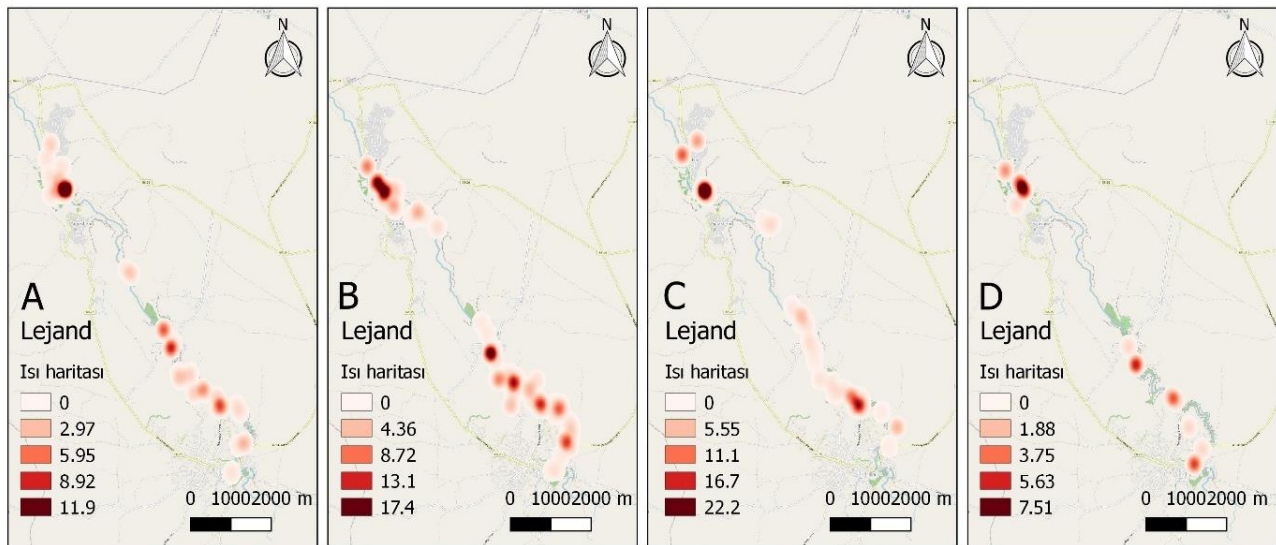 N
A
Lejand
Isı haritası
0
2.97
5.95
8.92
11.9
0 10002000 m
N
B
Lejand
Isı haritası
0
4.36
8.72
13.1
17.4
0 10002000 m
N
C
Lejand
Isı haritası
0
5.55
11.1
16.7
22.2
0 10002000 m
N
D
Lejand
Isı haritası
0
1.88
3.75
5.63
7.51
0 10002000 m